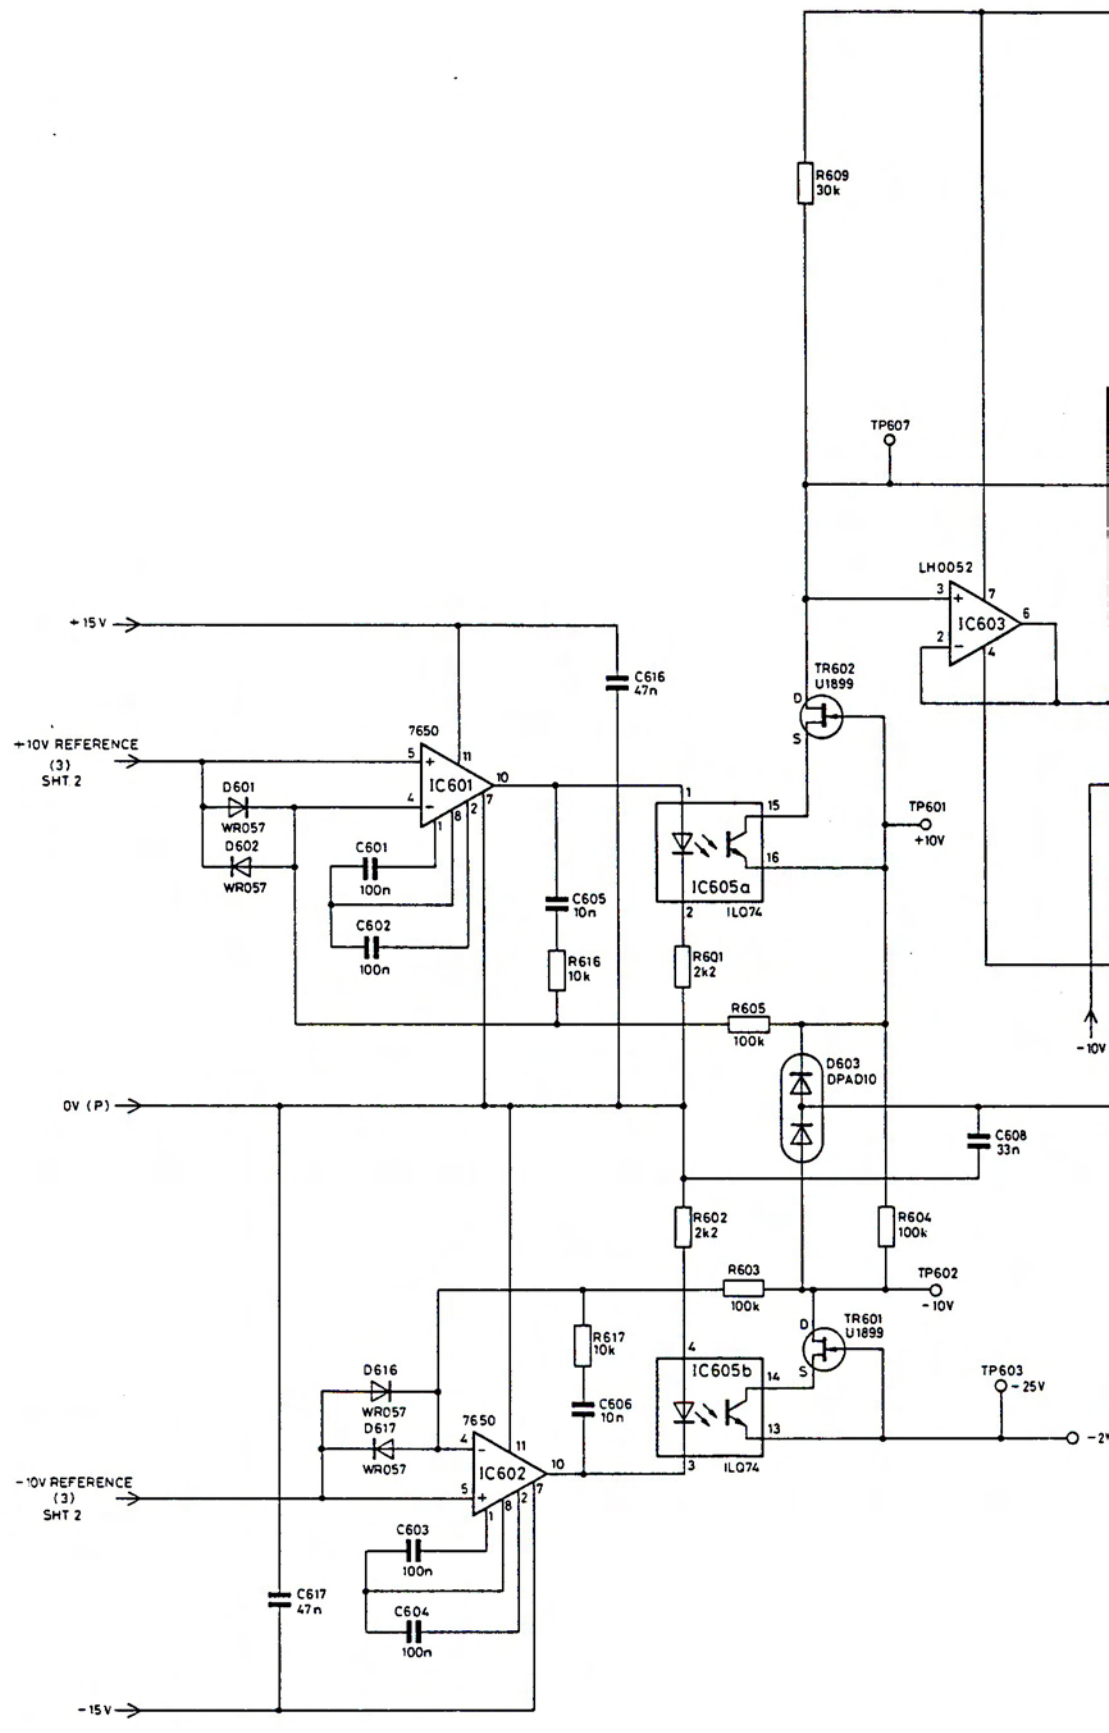 R609
30k
TP607
LH0052
3
+
7
IC603
6
2
−
4
+15V
C616
47n
TR602
U1899
D
S
+10V REFERENCE
(3)
SHT 2
7650
5
+
11
IC601
10
4
−
7
1
8
2
D601
WR057
D602
WR057
C601
100n
C602
100n
C605
10n
R616
10k
1
15
16
IC605a
2
ILQ74
TP601
+10V
R601
2k2
R605
100k
D603
DPAD10
-10V
0V (P)
C608
33n
R602
2k2
R604
100k
R603
100k
TP602
-10V
TR601
U1899
D
S
R617
10k
C606
10n
4
IC605b
14
13
3
ILQ74
TP603
-25V
-2
D616
WR057
D617
WR057
7650
4
−
11
IC602
10
5
+
7
1
8
2
-10V REFERENCE
(3)
SHT 2
C603
100n
C604
100n
C617
47n
-15V